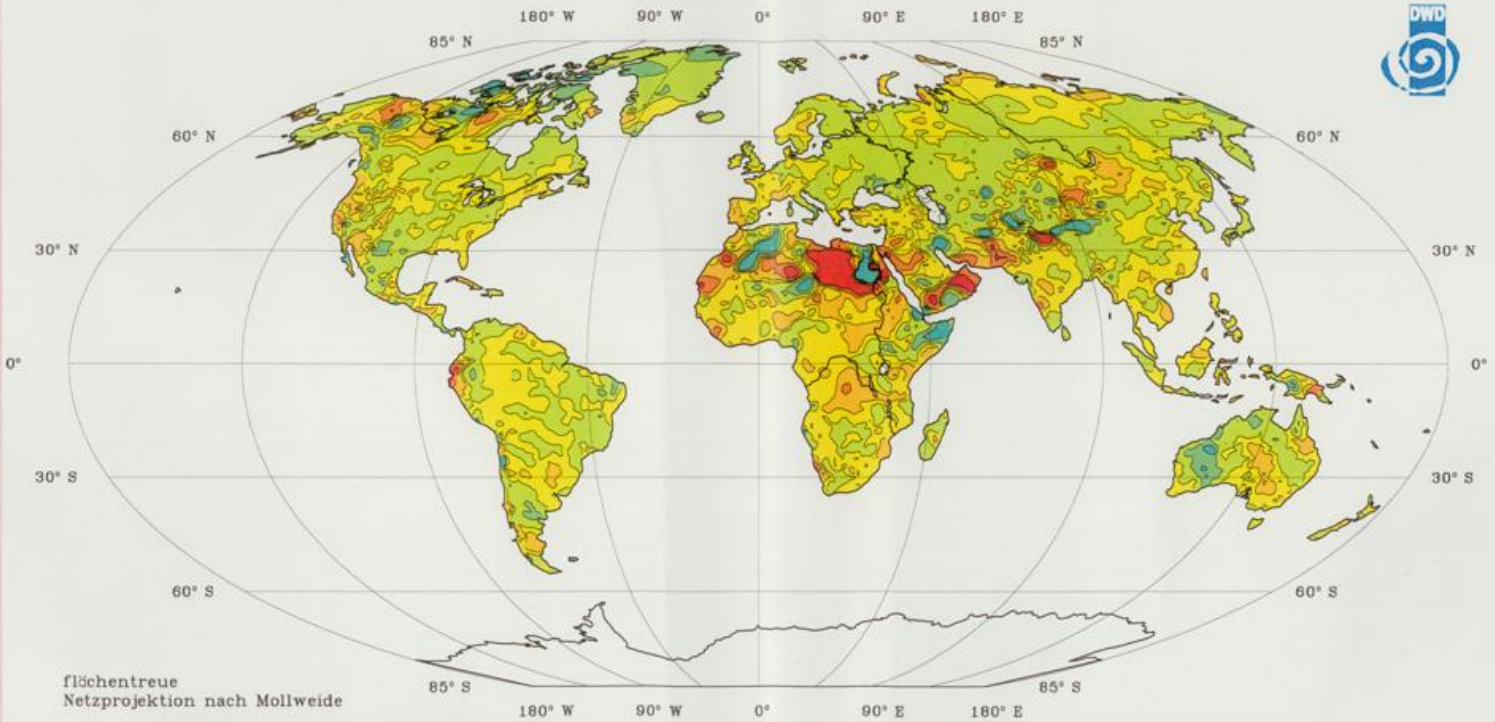 180° W 90° W 0° 90° E 180° E
DWD
85° N 85° N
60° N 60° N
30° N 30° N
0° 0°
30° S 30° S
60° S 60° S
flächentreue
Netzprojektion nach Mollweide
85° S 85° S
180° W 90° W 0° 90° E 180° E